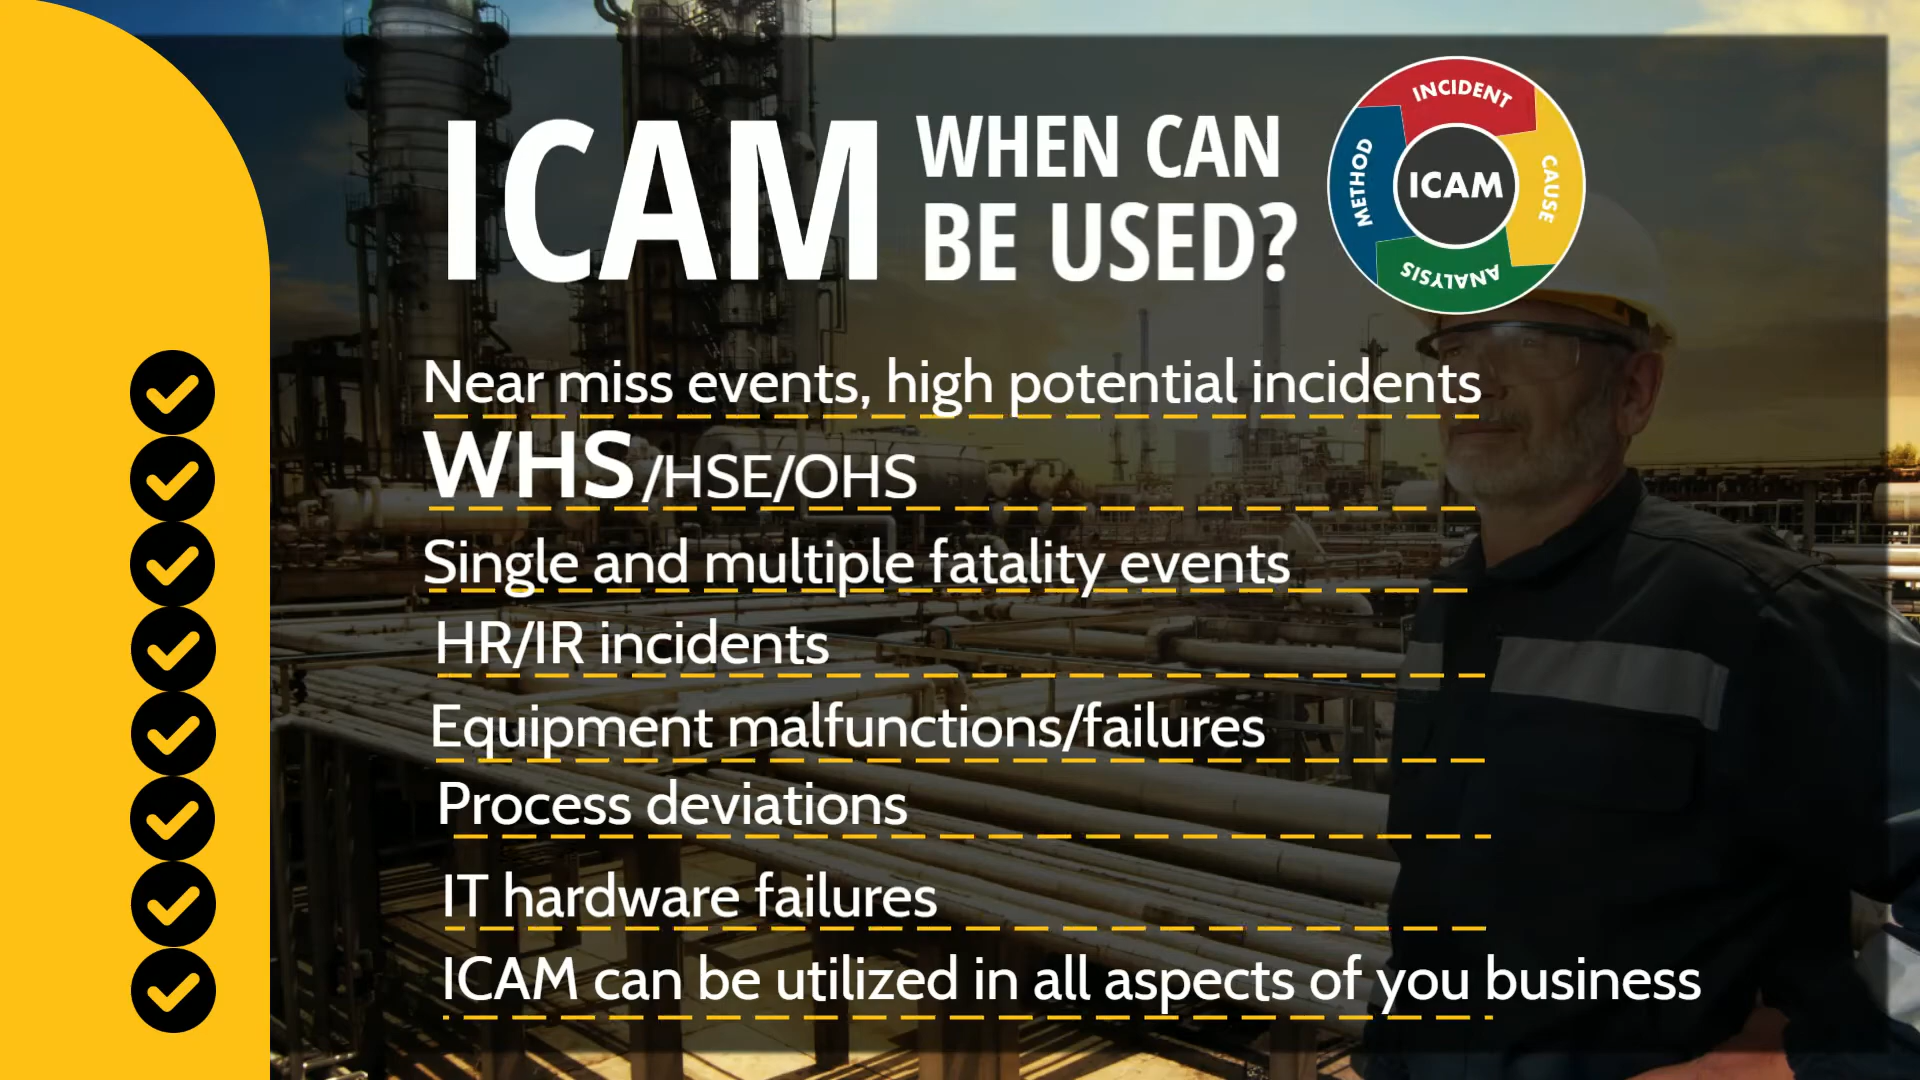 ICAM
WHEN CAN
BE USED?
INCIDENT
CAUSE
ANALYSIS
METHOD
ICAM
Near miss events, high potential incidents
WHS/HSE/OHS
Single and multiple fatality events
HR/IR incidents
Equipment malfunctions/failures
Process deviations
IT hardware failures
ICAM can be utilized in all aspects of you business